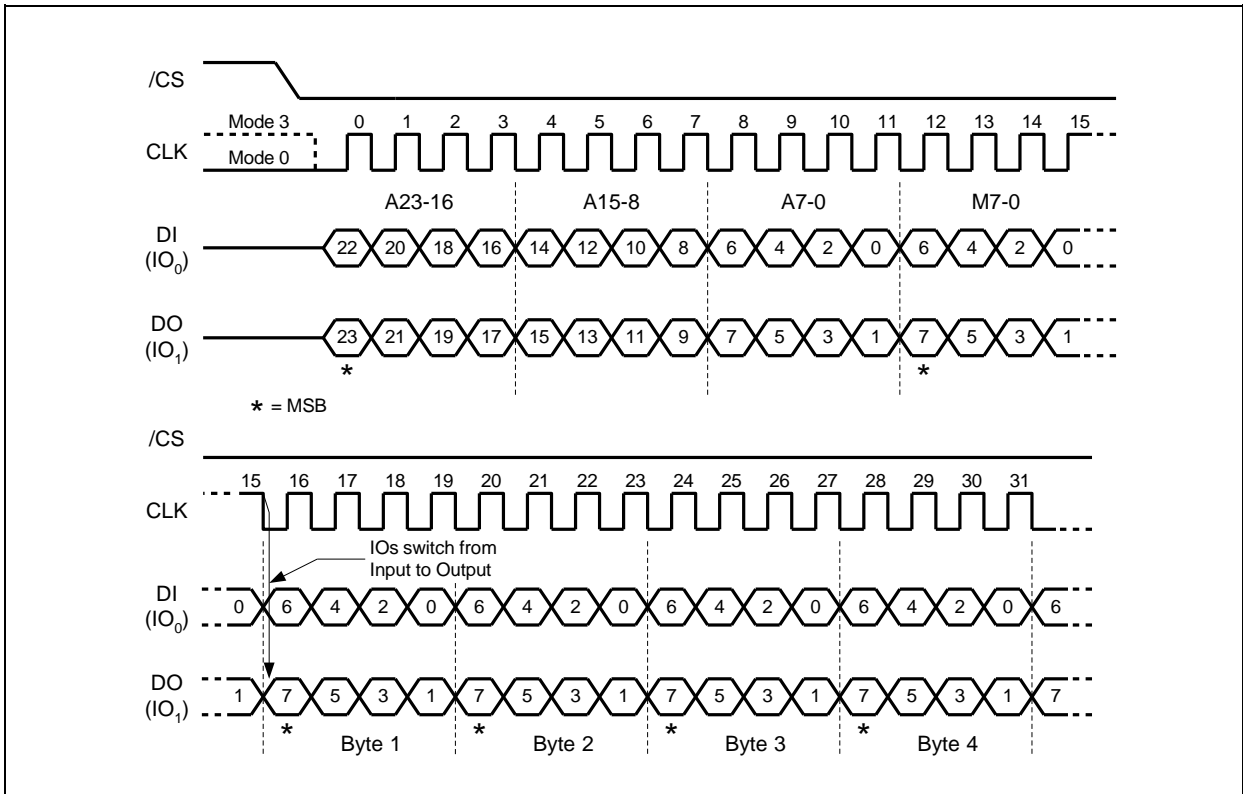 /CS
Mode 3 0 1 2 3 4 5 6 7 8 9 10 11 12 13 14 15
CLK
Mode 0
A23-16 A15-8 A7-0 M7-0
DI
(IO0) 22 20 18 16 14 12 10 8 6 4 2 0 6 4 2 0
DO
(IO1) 23 21 19 17 15 13 11 9 7 5 3 1 7 5 3 1
* *
* = MSB
/CS
15 16 17 18 19 20 21 22 23 24 25 26 27 28 29 30 31
CLK
IOs switch from
Input to Output
DI
(IO0) 0 6 4 2 0 6 4 2 0 6 4 2 0 6 4 2 0 6
DO
(IO1) 1 7 5 3 1 7 5 3 1 7 5 3 1 7 5 3 1 7
* * * *
Byte 1 Byte 2 Byte 3 Byte 4